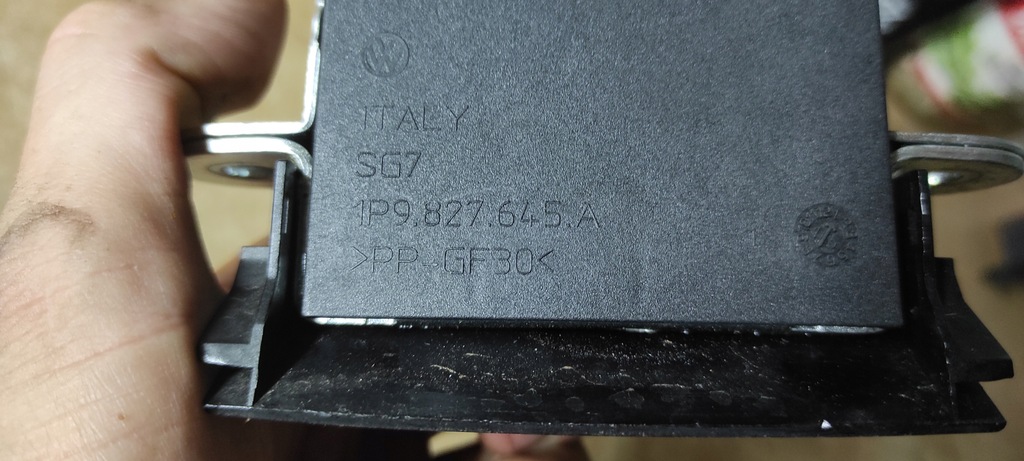 ITALY
SG7
1P9.827.645.A
>PP-GF30<